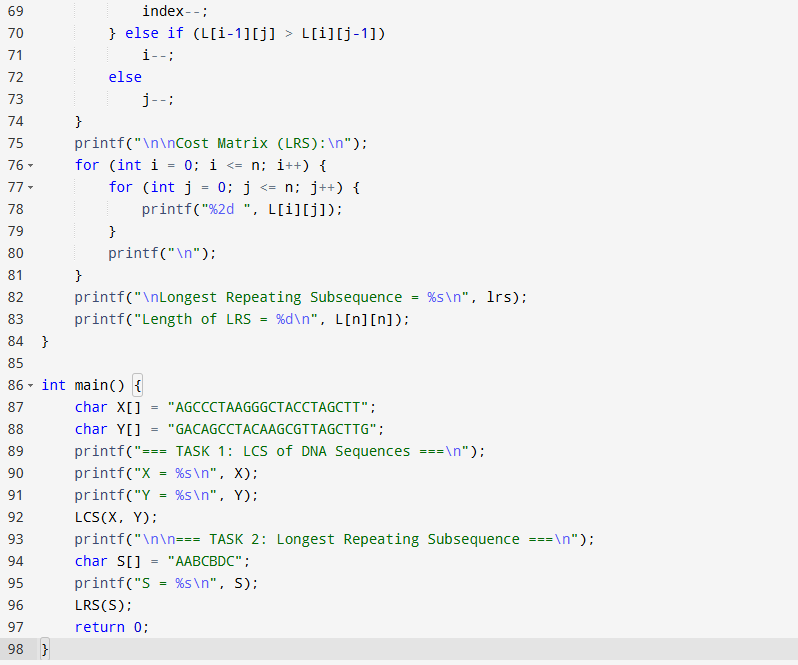 69             index--;
70         } else if (L[i-1][j] > L[i][j-1])
71             i--;
72         else
73             j--;
74     }
75     printf("\n\nCost Matrix (LRS):\n");
76     for (int i = 0; i <= n; i++) {
77         for (int j = 0; j <= n; j++) {
78             printf("%2d ", L[i][j]);
79         }
80         printf("\n");
81     }
82     printf("\nLongest Repeating Subsequence = %s\n", lrs);
83     printf("Length of LRS = %d\n", L[n][n]);
84 }
85
86 int main() {
87     char X[] = "AGCCCTAAGGGCTACCTAGCTT";
88     char Y[] = "GACAGCCTACAAGCGTTAGCTTG";
89     printf("=== TASK 1: LCS of DNA Sequences ===\n");
90     printf("X = %s\n", X);
91     printf("Y = %s\n", Y);
92     LCS(X, Y);
93     printf("\n\n=== TASK 2: Longest Repeating Subsequence ===\n");
94     char S[] = "AABCBDC";
95     printf("S = %s\n", S);
96     LRS(S);
97     return 0;
98 }